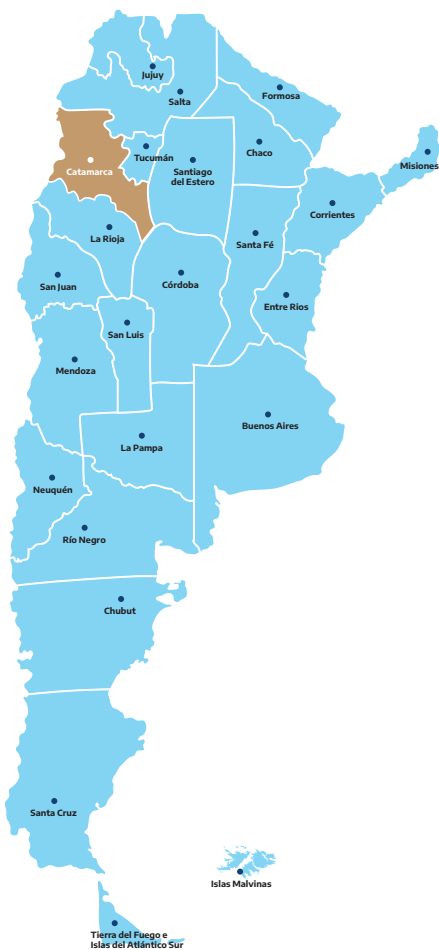 Jujuy
Salta
Formosa
Chaco
Tucumán
Santiago
del Estero
Misiones
Catamarca
Corrientes
La Rioja
Santa Fé
San Juan
Córdoba
Entre Rios
San Luis
Mendoza
Buenos Aires
La Pampa
Neuquén
Río Negro
Chubut
Santa Cruz
Islas Malvinas
Tierra del Fuego e
Islas del Atlántico Sur